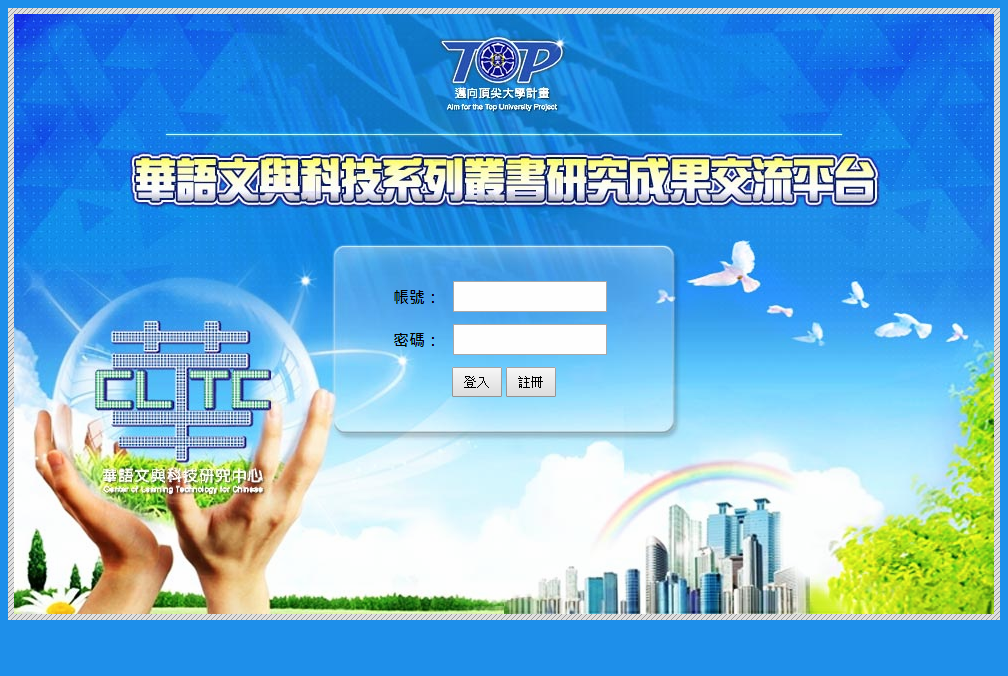 TOP
邁向頂尖大學計畫
Aim for the Top University Project
華語文與科技系列叢書研究成果交流平台
帳號：
密碼：
登入 註冊
華
CLTC
華語文與科技研究中心
Center of Learning Technology for Chinese